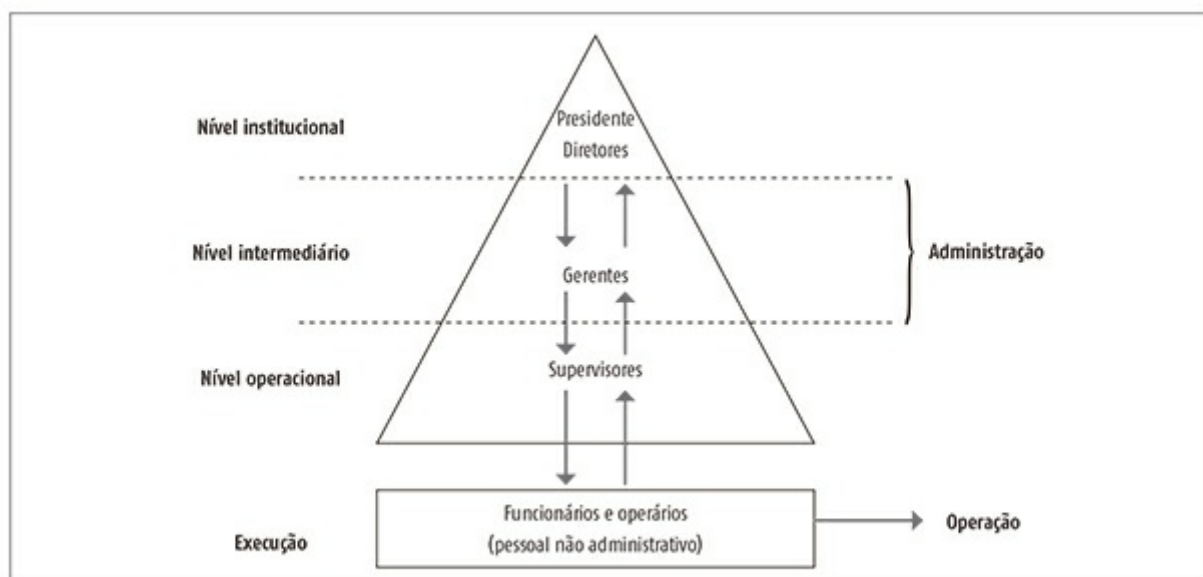 Nível institucional
Presidente
Diretores
Nível intermediário
Gerentes
Administração
Nível operacional
Supervisores
Execução
Funcionários e operários
(pessoal não administrativo)
Operação